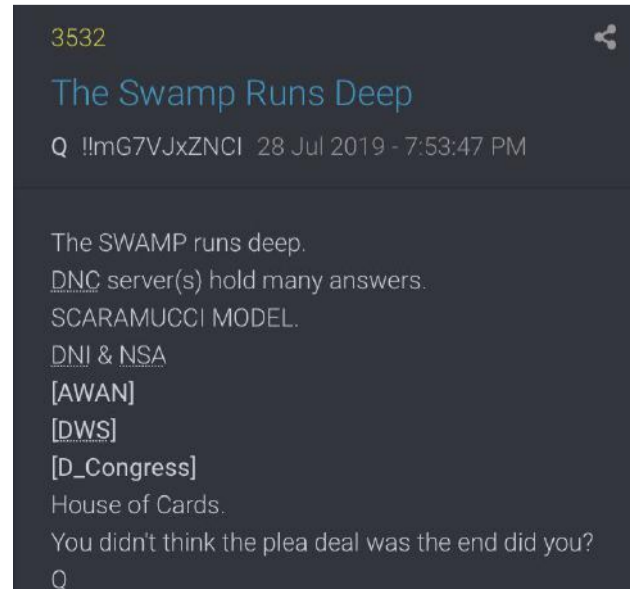 3532
The Swamp Runs Deep
Q !!mG7VJxZNCI 28 Jul 2019 - 7:53:47 PM
The SWAMP runs deep.
DNC server(s) hold many answers.
SCARAMUCCI MODEL.
DNI & NSA
[AWAN]
[DWS]
[D_Congress]
House of Cards.
You didn't think the plea deal was the end did you?
Q